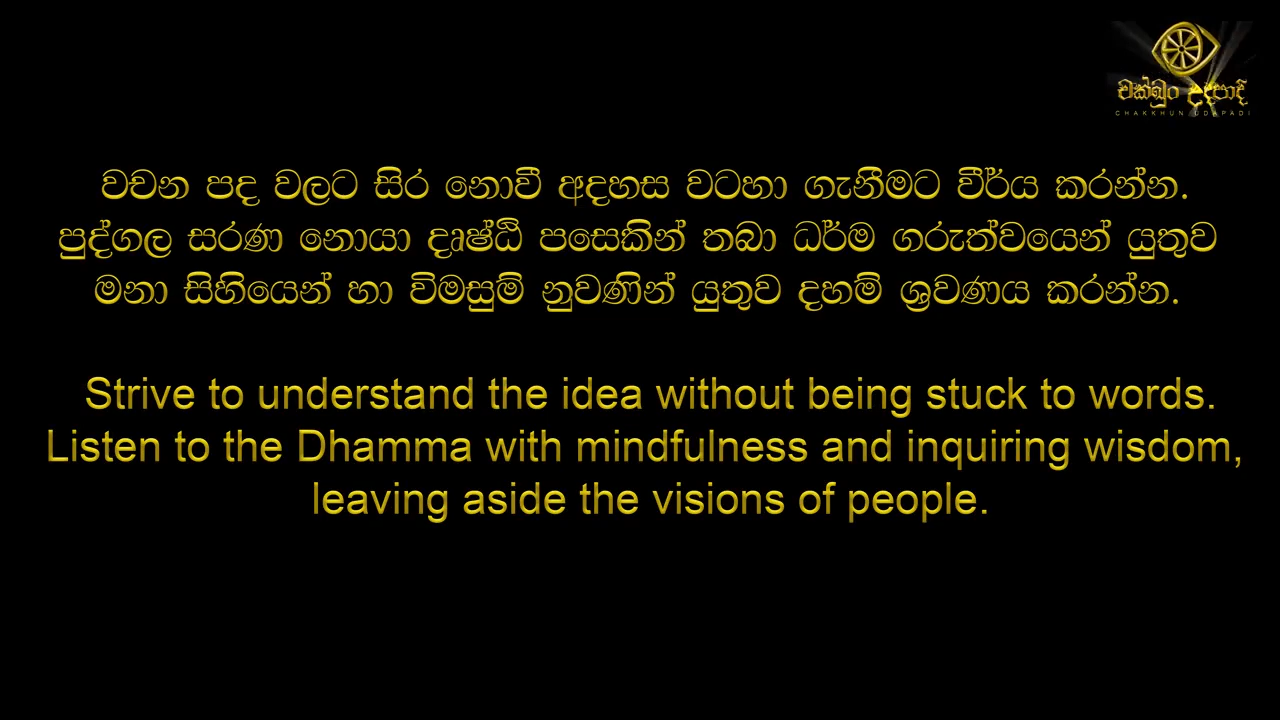 චක්ඛුං උදපාදී
CHAKKHUN UDAPADI
වචන පද වලට සිර නොවී අදහස වටහා ගැනීමට වීර්ය කරන්න.
පුද්ගල සරණ නොයා දෘෂ්ඨි පසෙකින් තබා ධර්ම ගරුත්වයෙන් යුතුව
මනා සිහියෙන් හා විමසුම් නුවණින් යුතුව දහම් ශ්‍රවණය කරන්න.
Strive to understand the idea without being stuck to words.
Listen to the Dhamma with mindfulness and inquiring wisdom,
leaving aside the visions of people.